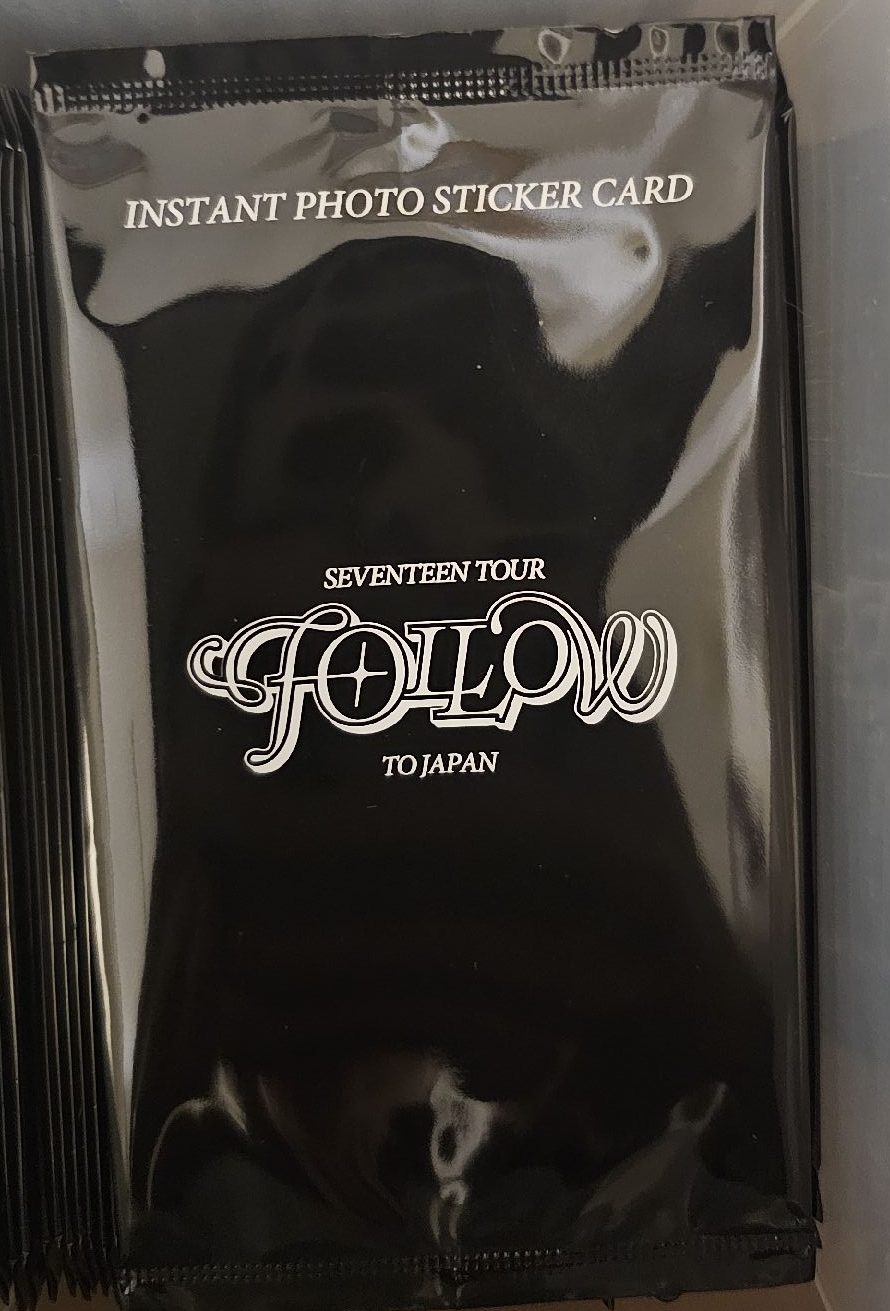 INSTANT PHOTO STICKER CARD
SEVENTEEN TOUR
FOLLOW
TO JAPAN